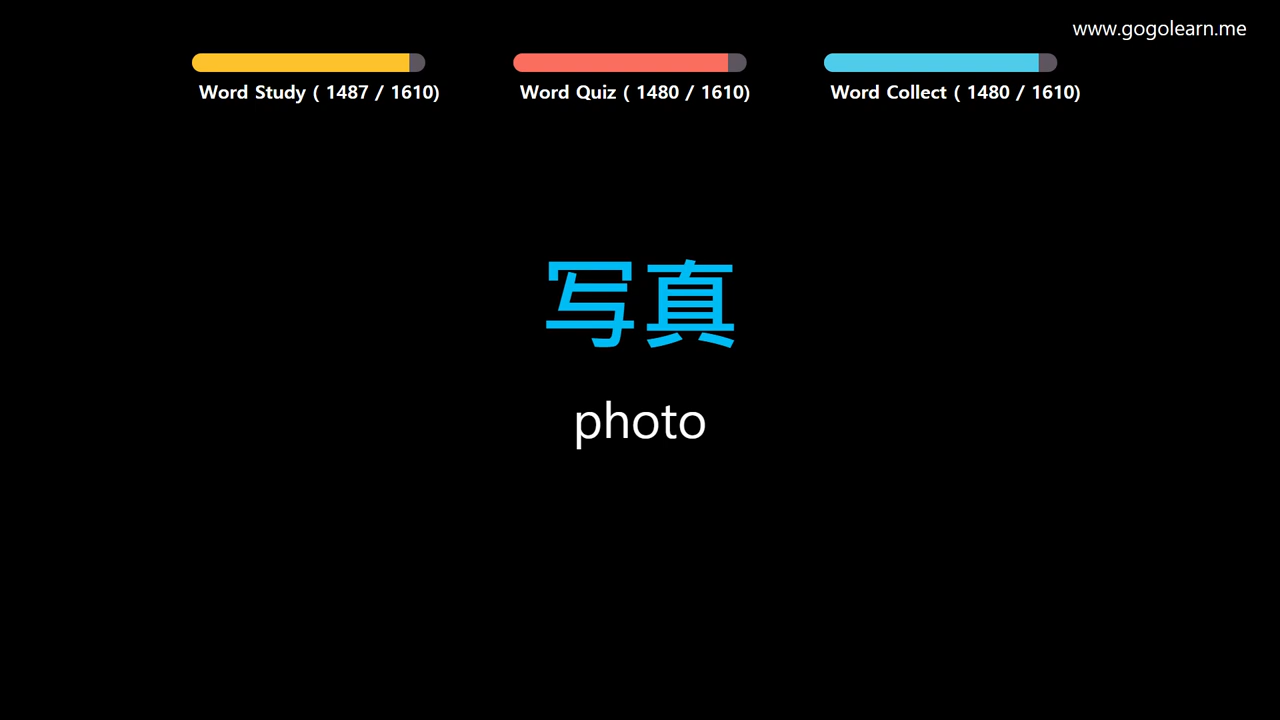 www.gogolearn.me
Word Study ( 1487 / 1610)
Word Quiz ( 1480 / 1610)
Word Collect ( 1480 / 1610)
写真
photo